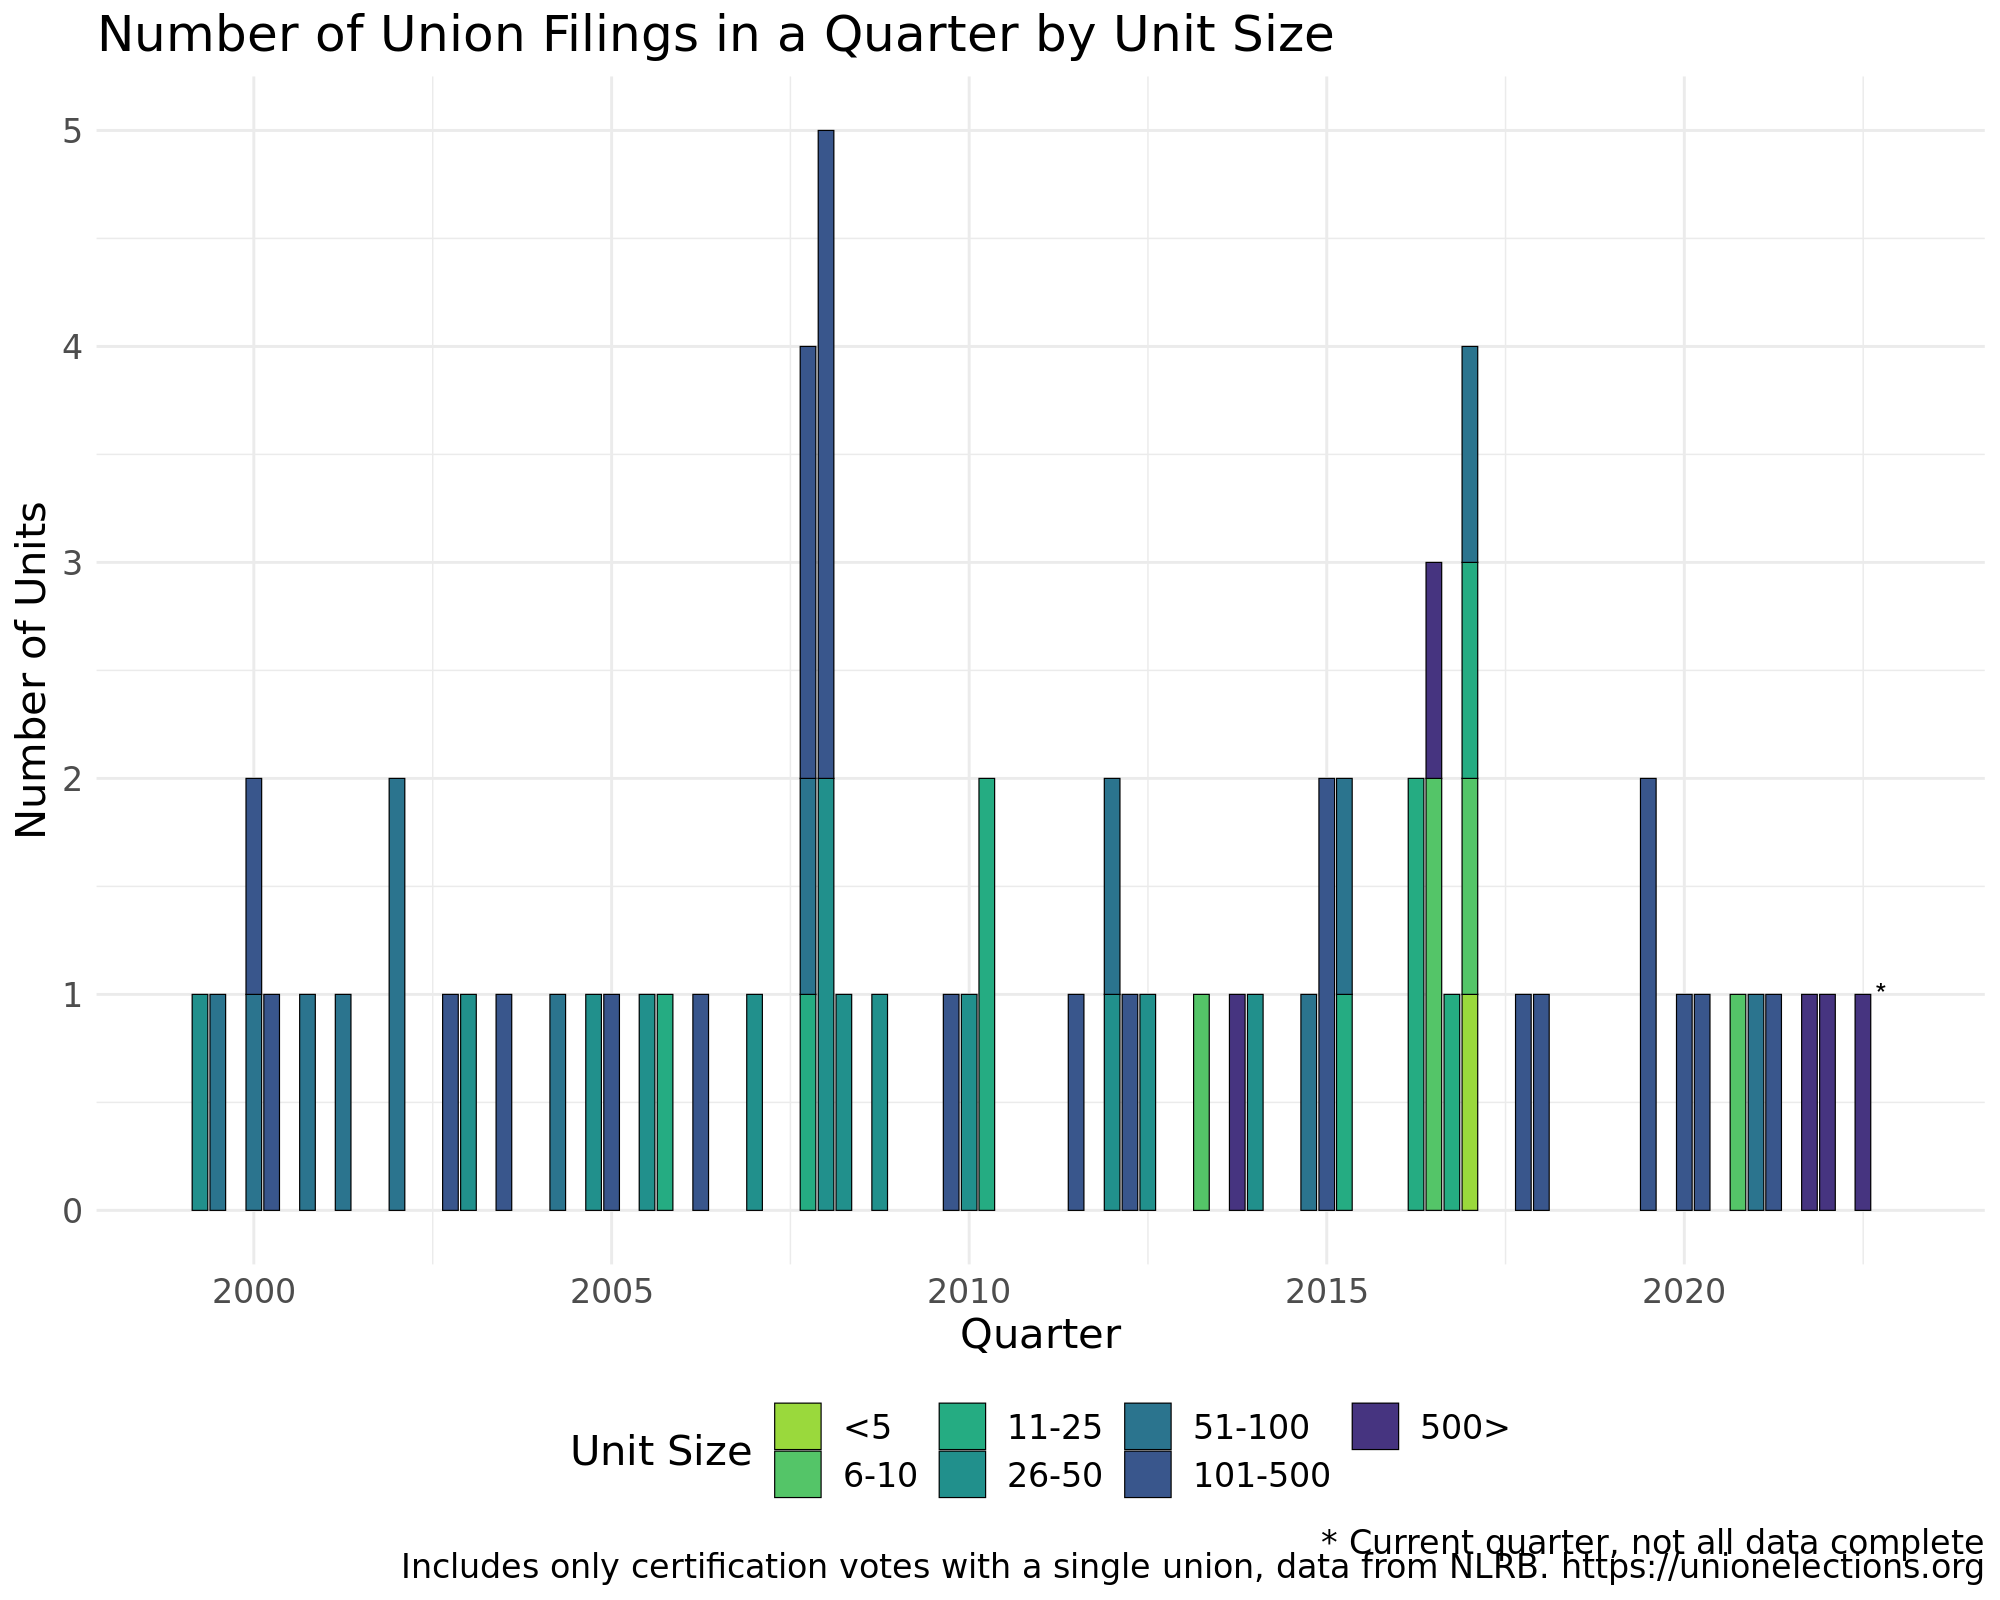 Number of Union Filings in a Quarter by Unit Size
Number of Units
5
4
3
2
1
0
*
2000 2005 2010 2015 2020
Quarter
Unit Size
<5 11-25 51-100 500>
6-10 26-50 101-500
* Current quarter, not all data complete
Includes only certification votes with a single union, data from NLRB. https://unionelections.org